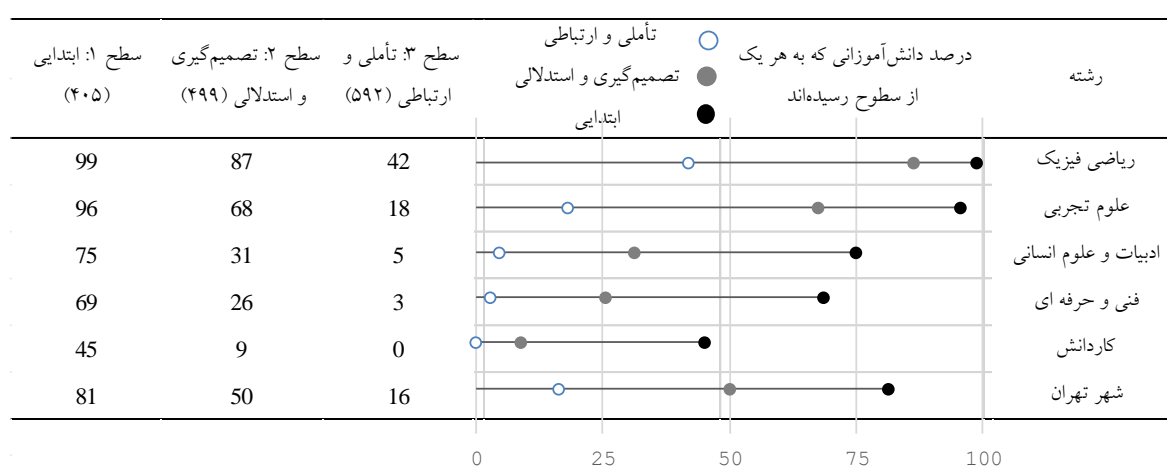 رشته
درصد دانش‌آموزانی که به هر یک
از سطوح رسیده‌اند
تأملی و ارتباطی
تصمیم‌گیری و استدلالی
ابتدایی
سطح ۳: تأملی و
ارتباطی (۵۹۲)
سطح ۲: تصمیم‌گیری
و استدلالی (۴۹۹)
سطح ۱: ابتدایی
(۴۰۵)
ریاضی فیزیک 42 87 99
علوم تجربی 18 68 96
ادبیات و علوم انسانی 5 31 75
فنی و حرفه ای 3 26 69
کاردانش 0 9 45
شهر تهران 16 50 81
0 25 50 75 100